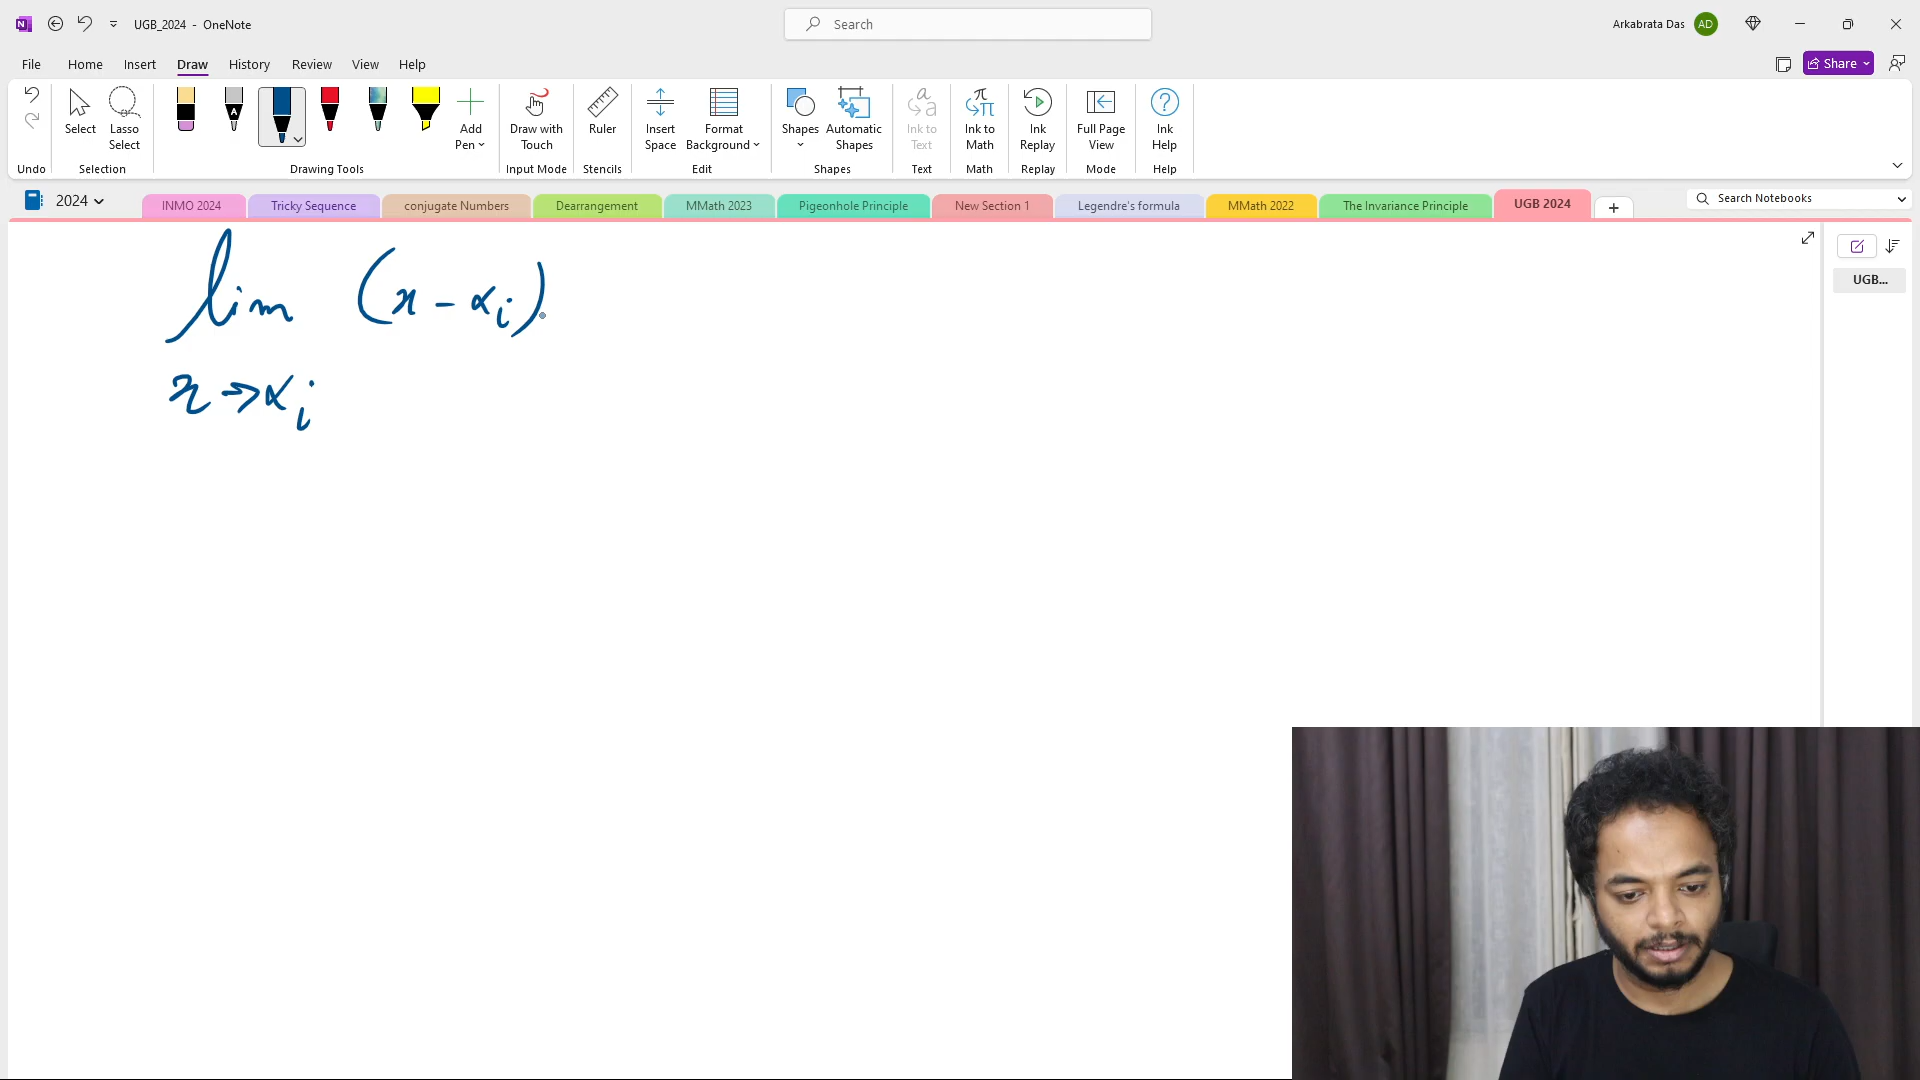 UGB_2024 - OneNote
Search
Arkabrata Das
AD
File Home Insert Draw History Review View Help
Share
Select
Lasso Select
A
Add Pen
Draw with Touch
Ruler
Insert Space
Format Background
Shapes
Automatic Shapes
Ink to Text
Ink to Math
Ink Replay
Full Page View
Ink Help
Undo Selection Drawing Tools Input Mode Stencils Edit Shapes Text Math Replay Mode Help
2024
INMO 2024 Tricky Sequence conjugate Numbers Dearrangement MMath 2023 Pigeonhole Principle New Section 1 Legendre's formula MMath 2022 The Invariance Principle UGB 2024 +
Search Notebooks
UGB...
lim (x - αi)
x → αi